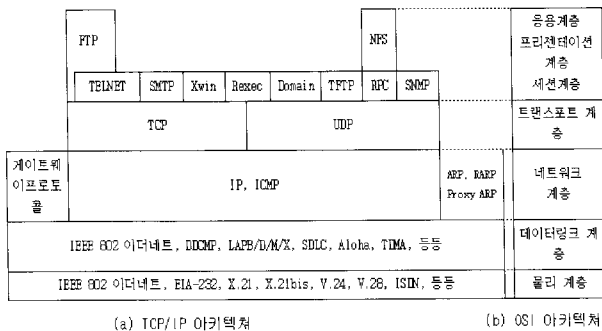 FTP
NFS
응용계층
프리젠테이션
계층
세션계층
TELNET SMTP Xwin Rexec Domain TFTP RPC SNMP
TCP
UDP
트랜스포트 계
층
게이트웨
이프로토
콜
IP, ICMP
ARP, RARP
Proxy ARP
네트워크
계층
IEEE 802 이더네트, DDCMP, LAPB/D/M/X, SDLC, Aloha, TDMA, 등등
데이터링크 계
층
IEEE 802 이더네트, EIA-232, X.21, X.21bis, V.24, V.28, ISDN, 등등
물리 계층
(a) TCP/IP 아키텍쳐
(b) OSI 아키텍쳐